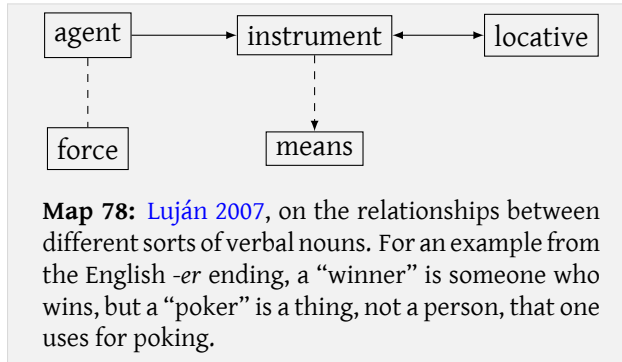 agent instrument locative
force means
Map 78: Luján 2007, on the relationships between
different sorts of verbal nouns. For an example from
the English -er ending, a “winner” is someone who
wins, but a “poker” is a thing, not a person, that one
uses for poking.